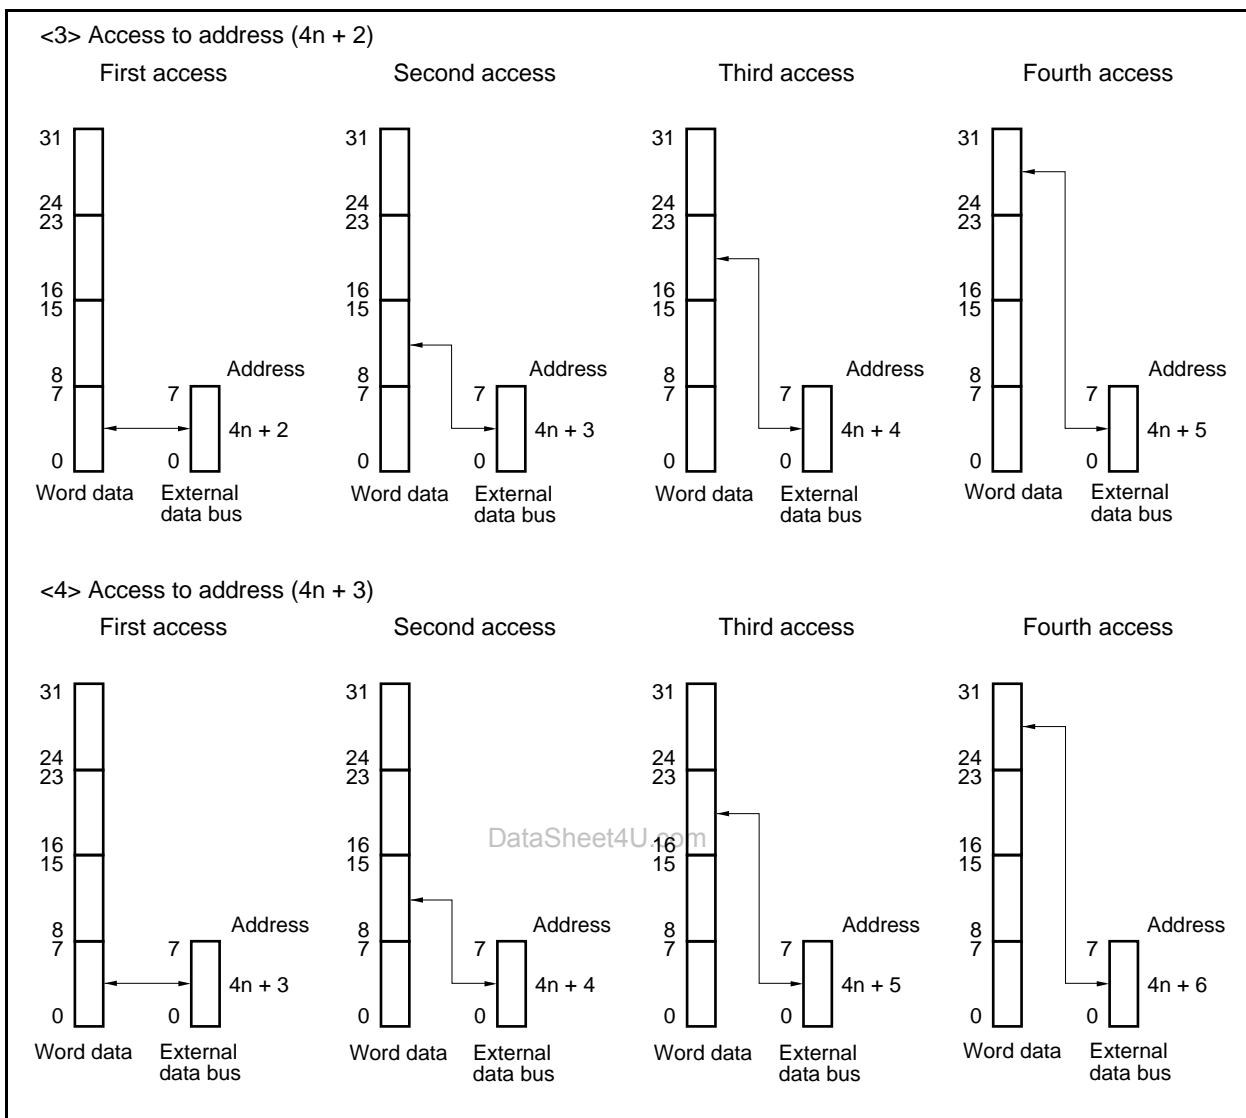 <3> Access to address (4n + 2)
First access Second access Third access Fourth access
31 31 31 31
24 24 24 24
23 23 23 23
16 16 16 16
15 15 15 15
Address Address Address Address
8 8 8 8
7 7 7 7 7 7 7 7
4n + 2 4n + 3 4n + 4 4n + 5
0 0 0 0 0 0 0 0
Word data External Word data External Word data External Word data External
data bus data bus data bus data bus
<4> Access to address (4n + 3)
First access Second access Third access Fourth access
31 31 31 31
24 24 24 24
23 23 23 23
DataSheet4U.com
16 16 16 16
15 15 15 15
Address Address Address Address
8 8 8 8
7 7 7 7 7 7 7 7
4n + 3 4n + 4 4n + 5 4n + 6
0 0 0 0 0 0 0 0
Word data External Word data External Word data External Word data External
data bus data bus data bus data bus